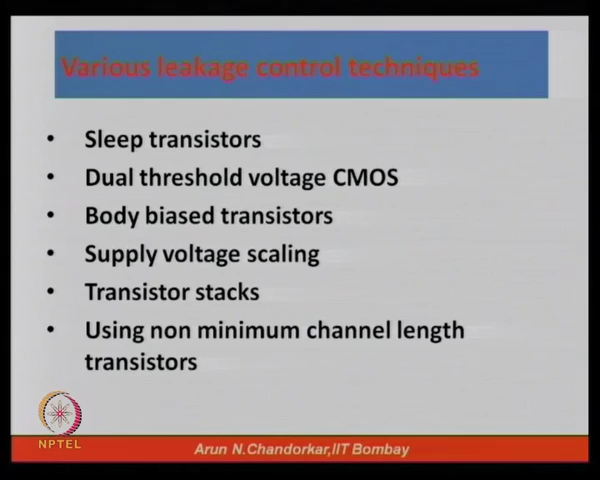 Various leakage control techniques
• Sleep transistors
• Dual threshold voltage CMOS
• Body biased transistors
• Supply voltage scaling
• Transistor stacks
• Using non minimum channel length
transistors
NPTEL
Arun N.Chandorkar,IIT Bombay